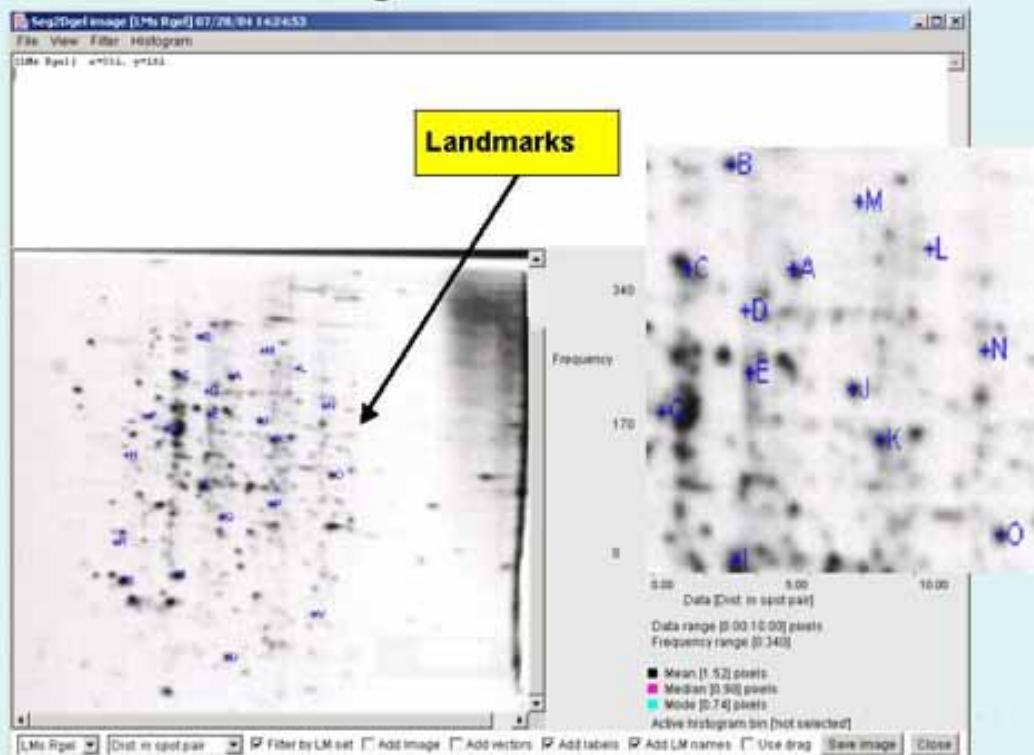 Seg2Dgel image [LMs Rgel] 07/28/04 14:24:53
File View Filter Histogram
[LMs Rgel]
Landmarks
B
M
L
C
A
D
N
E
J
K
O
I
340
Frequency
170
0
0.00 5.00 10.00
Data [Dist. in spot pair]
Data range [0.00:10.00] pixels
Frequency range [0:340]
Mean [1.52] pixels
Median [0.98] pixels
Mode [0.74] pixels
Active histogram bin [not selected]
LMs Rgel Dist. in spot pair Filter by LM set Add image Add vectors Add labels Add LM names Use drag Save image Close